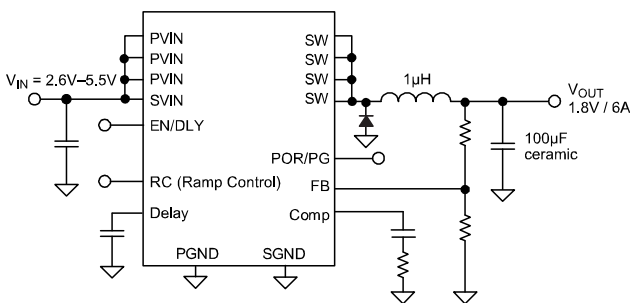 PVIN
PVIN
PVIN
SVIN
V_IN = 2.6V–5.5V
EN/DLY
RC (Ramp Control)
Delay
PGND
SGND
SW
SW
SW
SW
POR/PG
FB
Comp
1µH
V_OUT
1.8V / 6A
100µF
ceramic